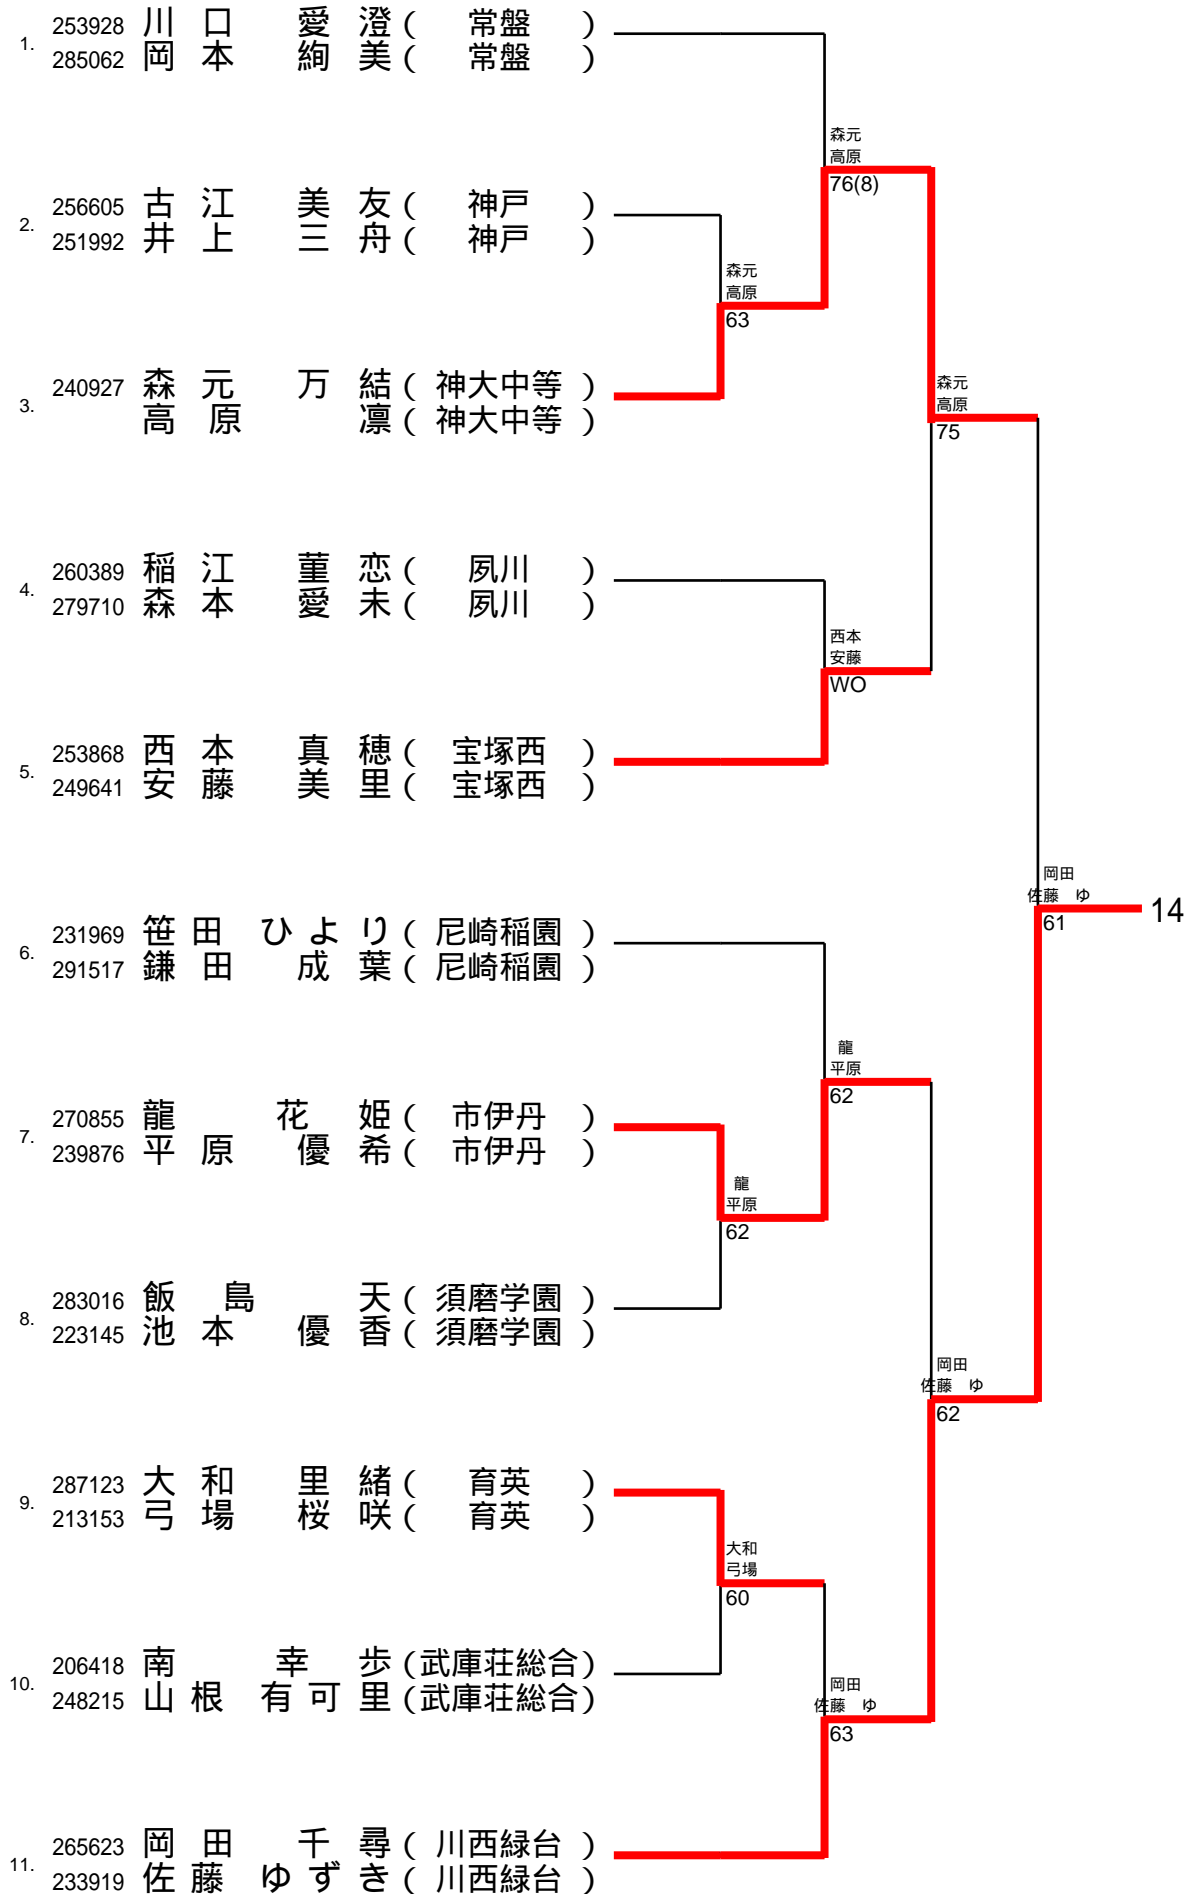 1. 253928 川口 愛澄 ( 常盤 )
285062 岡本 絢美 ( 常盤 )
森元
高原
76(8)
2. 256605 古江 美友 ( 神戸 )
251992 井上 三舟 ( 神戸 )
森元
高原
63
3. 240927 森元 万結 ( 神大中等 )
高原 凛 ( 神大中等 )
森元
高原
75
4. 260389 稲江 菫恋 ( 夙川 )
279710 森本 愛未 ( 夙川 )
西本
安藤
WO
5. 253868 西本 真穂 ( 宝塚西 )
249641 安藤 美里 ( 宝塚西 )
岡田
佐藤 ゆ
61
14
6. 231969 笹田 ひより ( 尼崎稲園 )
291517 鎌田 成葉 ( 尼崎稲園 )
龍
平原
62
7. 270855 龍 花姫 ( 市伊丹 )
239876 平原 優希 ( 市伊丹 )
龍
平原
62
8. 283016 飯島 天 ( 須磨学園 )
223145 池本 優香 ( 須磨学園 )
岡田
佐藤 ゆ
62
9. 287123 大和 里緒 ( 育英 )
213153 弓場 桜咲 ( 育英 )
大和
弓場
60
10. 206418 南 幸歩 (武庫荘総合)
248215 山根 有可里 (武庫荘総合)
岡田
佐藤 ゆ
63
11. 265623 岡田 千尋 ( 川西緑台 )
233919 佐藤 ゆずき ( 川西緑台 )